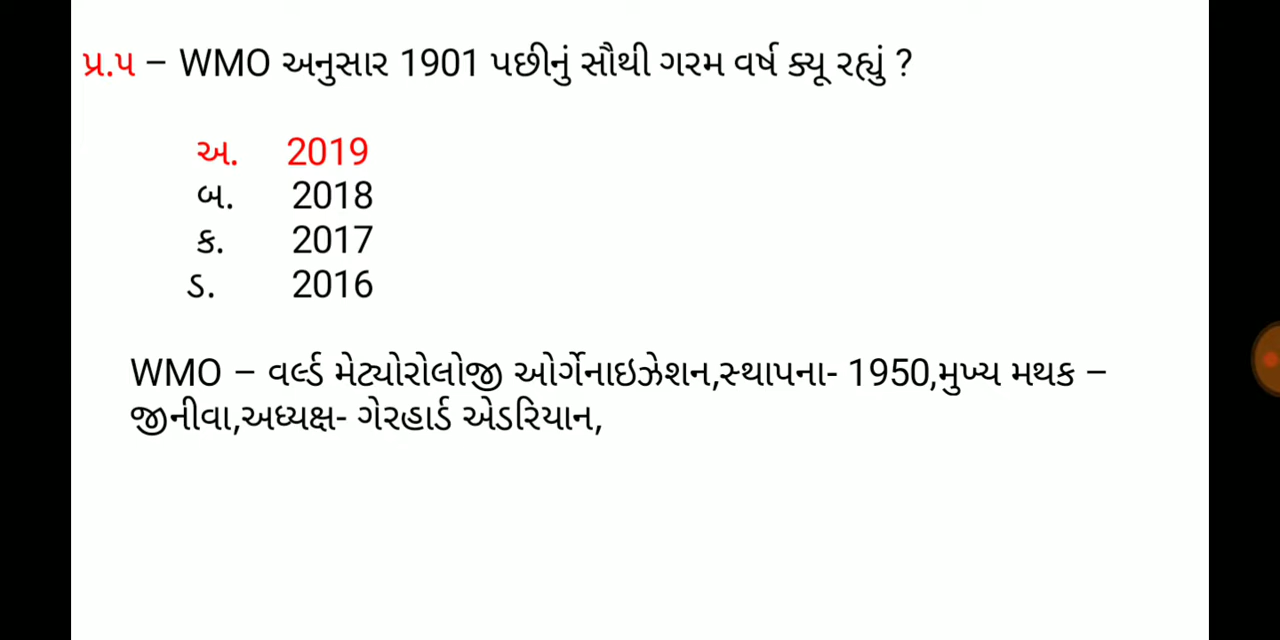 પ્ર.૫ – WMO અનુસાર 1901 પછીનું સૌથી ગરમ વર્ષ ક્યૂ રહ્યું ?
અ. 2019
બ. 2018
ક. 2017
ડ. 2016
WMO – વર્લ્ડ મેટ્યોરોલોજી ઓર્ગેનાઇઝેશન,સ્થાપના- 1950,મુખ્ય મથક –
જીનીવા,અધ્યક્ષ- ગેરહાર્ડ એડરિયાન,